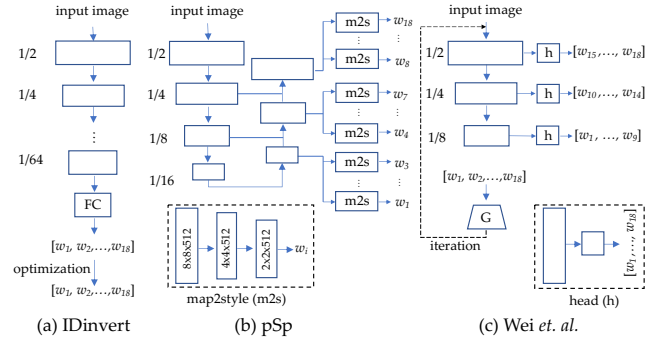 input image
1/2
1/4
⋮
1/64
FC
[w1, w2,…,w18]
optimization
[w1, w2,…,w18]
(a) IDinvert
input image
1/2
1/4
1/8
1/16
m2s
w18
⋮
⋮
m2s
w8
m2s
w7
⋮
⋮
m2s
w4
m2s
w3
⋮
⋮
m2s
w1
8x8x512
4x4x512
2x2x512
wi
map2style (m2s)
(b) pSp
input image
1/2
h
[w15,…, w18]
1/4
h
[w10, …, w14]
1/8
h
[w1, …, w9]
[w1, w2,…,w18]
G
iteration
[w1,…, w18]
head (h)
(c) Wei et. al.